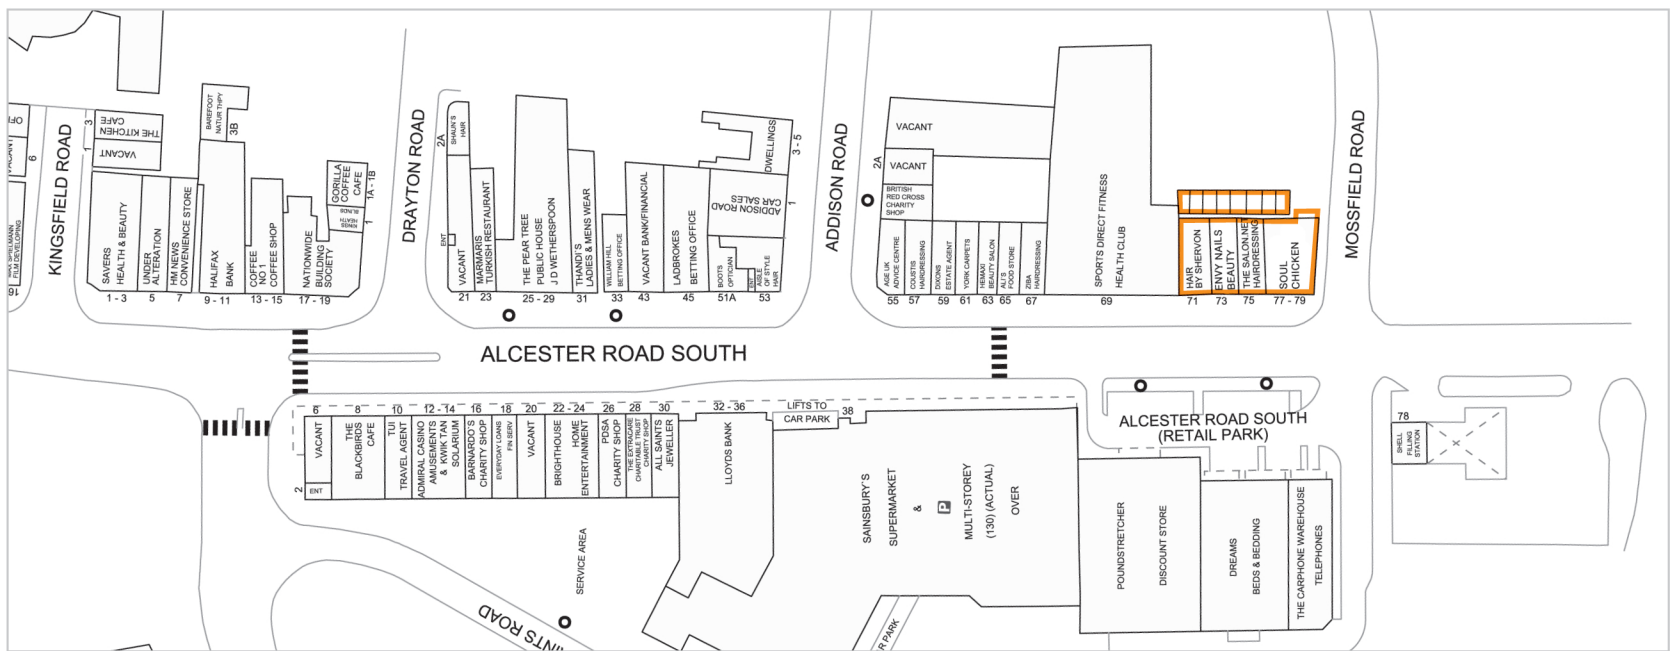 KINGSFIELD ROAD
6
16
FILM DEVELOPING
3
THE KITCHEN
CAFE
1
VACANT
BAREFOOT
NATUR THPY
3B
GORILLA
COFFEE
CAFE
1A - 1B
KINGS
HEATH
BLINDS
1
SAVERS
HEALTH & BEAUTY
1 - 3
UNDER
ALTERATION
5
HM NEWS
CONVENIENCE STORE
7
HALIFAX
BANK
9 - 11
COFFEE
NO 1
COFFEE SHOP
13 - 15
NATIONWIDE
BUILDING
SOCIETY
17 - 19
DRAYTON ROAD
2A
SHAUN'S
HAIR
ENT
VACANT
21
MARMARIS
TURKISH RESTAURANT
23
THE PEAR TREE
PUBLIC HOUSE
J D WETHERSPOON
25 - 29
THANDI'S
LADIES & MENS WEAR
31
WILLIAM HILL
BETTING OFFICE
33
VACANT BANK/FINANCIAL
43
LADBROKES
BETTING OFFICE
45
BOOTS
OPTICIAN
51A
ENT
AISLE
OF STYLE
HAIR
53
ADDISON ROAD
CAR SALES
1
DWELLINGS
3 - 5
ADDISON ROAD
VACANT
2A
VACANT
BRITISH
RED CROSS
CHARITY
SHOP
AGE UK
ADVICE CENTRE
55
COUSTIS
HAIRDRESSING
57
DIXONS
ESTATE AGENT
59
YORK CARPETS
61
HEMAXI
BEAUTY SALON
63
ALI'S
FOOD STORE
65
ZIBA
HAIRDRESSING
67
SPORTS DIRECT FITNESS
HEALTH CLUB
69
HAIR
BY SHERVON
71
ENVY NAILS
BEAUTY
73
THE SALON.NET
HAIRDRESSING
75
SOUL
CHICKEN
77 - 79
MOSSFIELD ROAD
ALCESTER ROAD SOUTH
2
ENT
6
VACANT
8
THE
BLACKBIRDS
CAFE
10
TUI
TRAVEL AGENT
12 - 14
ADMIRAL CASINO
AMUSEMENTS
& KWIK TAN
SOLARIUM
16
BARNARDO'S
CHARITY SHOP
18
EVERYDAY LOANS
FIN SERV
20
VACANT
22 - 24
BRIGHTHOUSE
HOME
ENTERTAINMENT
26
PDSA
CHARITY SHOP
28
THE EXTRACARE
CHARITABLE TRUST
CHARITY SHOP
30
ALL SAINTS
JEWELLER
32 - 36
LLOYDS BANK
LIFTS TO
CAR PARK
38
SAINSBURY'S
SUPERMARKET
&
P
MULTI-STOREY
(130) (ACTUAL)
OVER
SERVICE AREA
INTS ROAD
R PARK
ALCESTER ROAD SOUTH
(RETAIL PARK)
POUNDSTRETCHER
DISCOUNT STORE
DREAMS
BEDS & BEDDING
THE CARPHONE WAREHOUSE
TELEPHONES
78
SHELL
FILLING
STATION